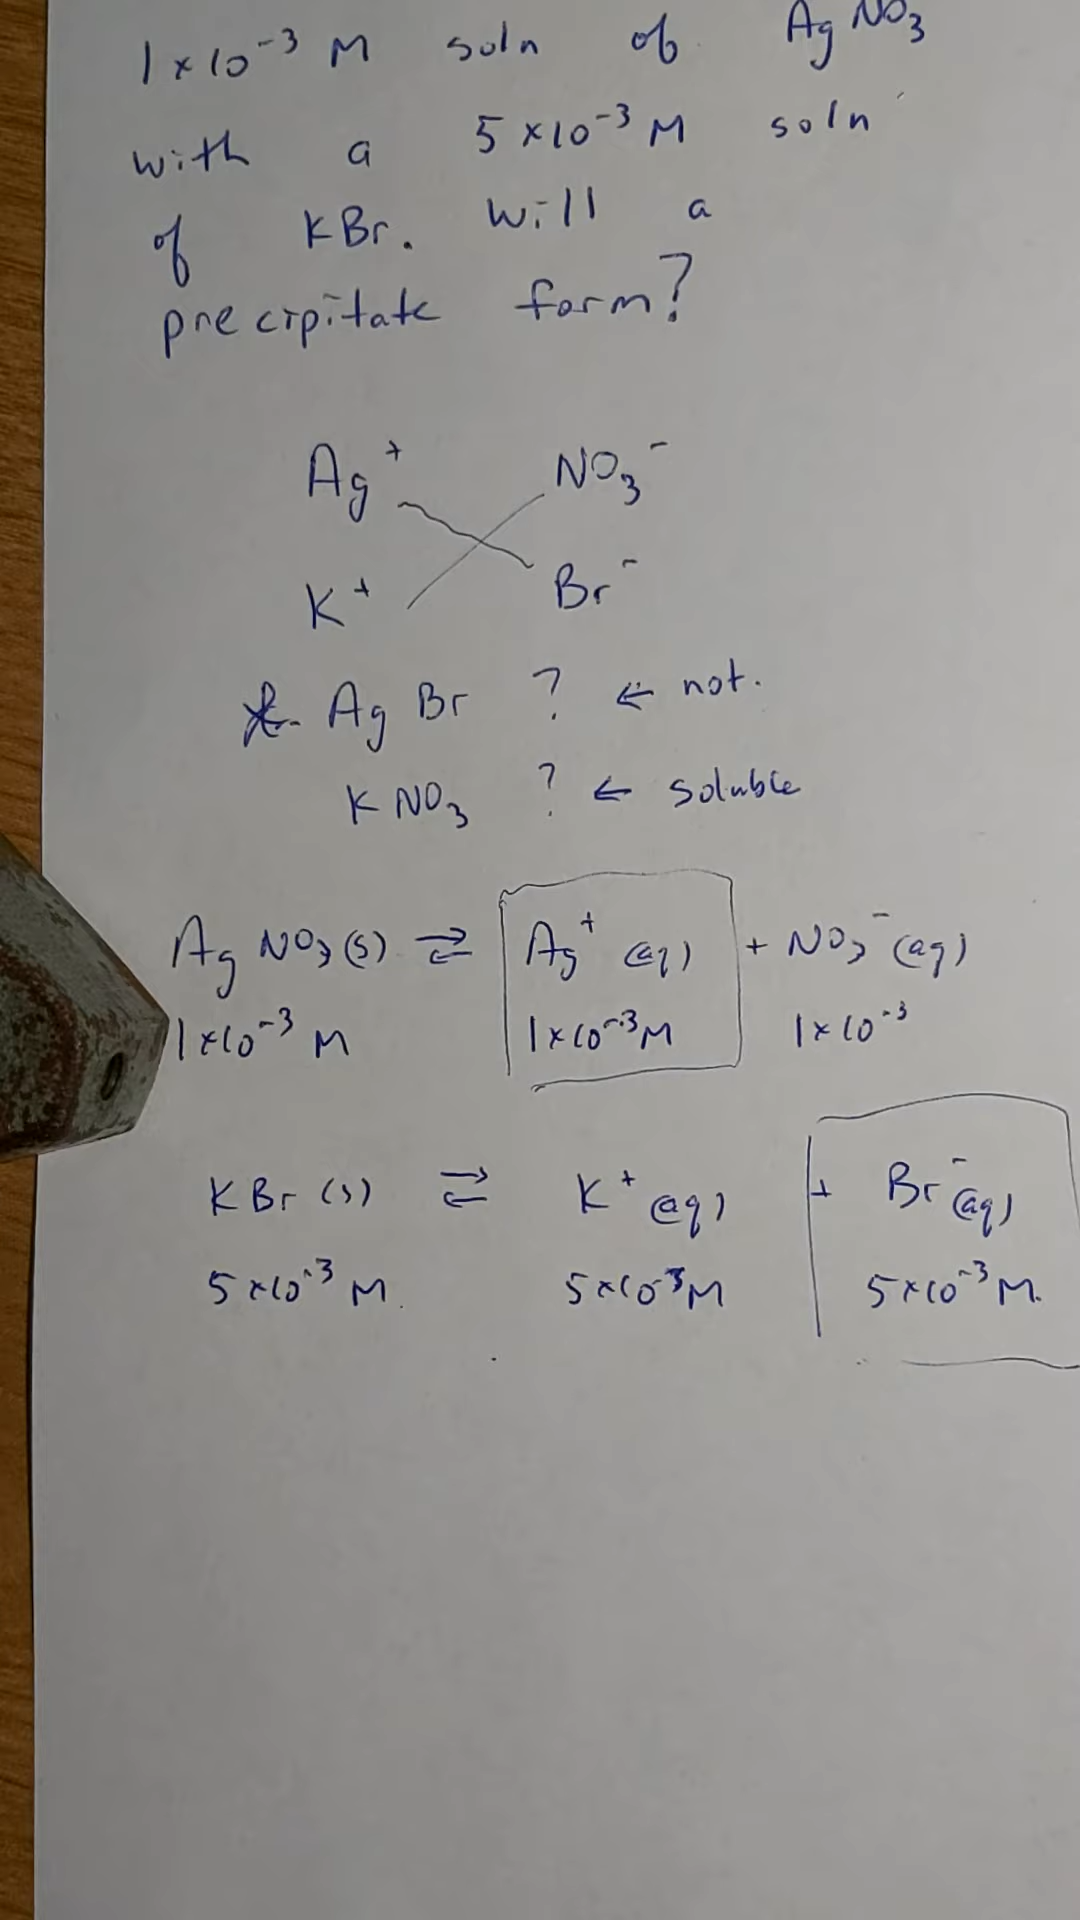 1 × 10⁻³ M soln of AgNO₃
with a 5 × 10⁻³ M soln
of KBr. Will a
precipitate form?
Ag⁺ NO₃⁻
K⁺ Br⁻
AgBr ? ← not.
KNO₃ ? ← soluble
AgNO₃(s) ⇌ Ag⁺(aq) + NO₃⁻(aq)
1×10⁻³ M 1×10⁻³ M 1×10⁻³
KBr(s) ⇌ K⁺(aq) + Br⁻(aq)
5×10⁻³ M. 5×10⁻³ M 5×10⁻³ M.